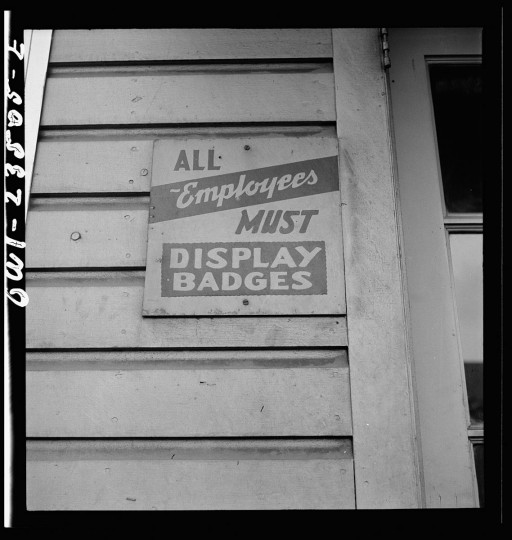 ALL
Employees
MUST
DISPLAY
BADGES